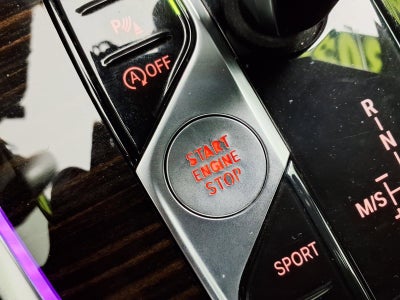 P
OFF
START
ENGINE
STOP
SPORT
R
N
M/S